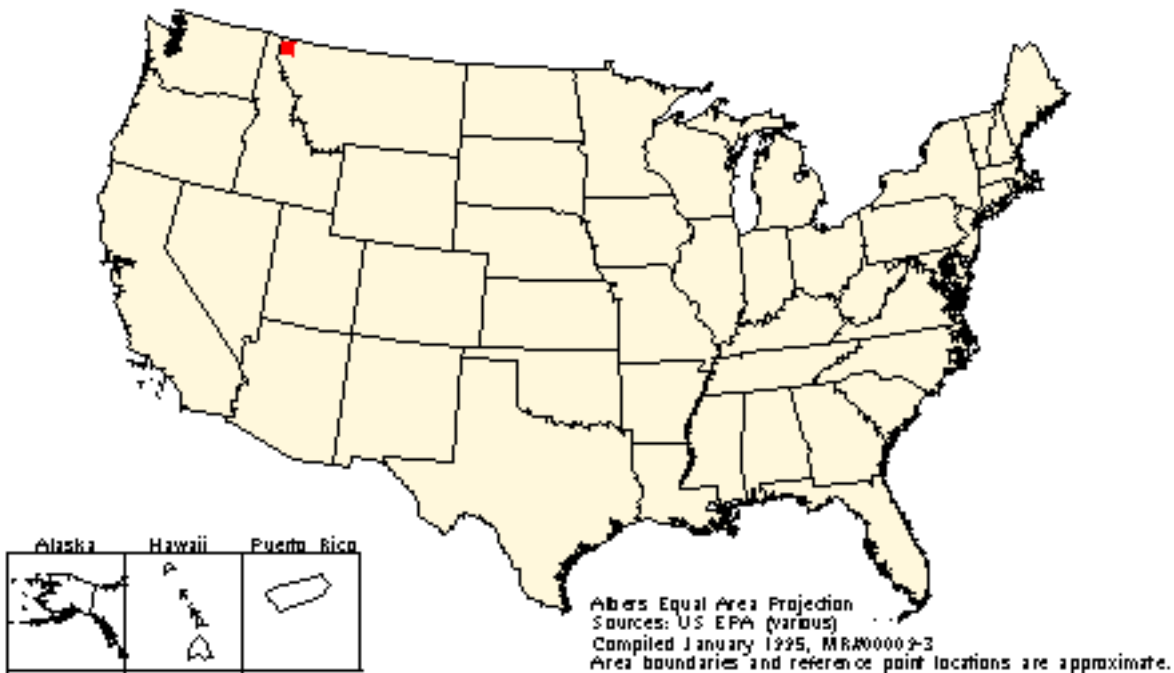 Alaska Hawaii Puerto Rico
Albers Equal Area Projection
Sources: US EPA (various)
Compiled January 1995, MR#00009-3
Area boundaries and reference point locations are approximate.